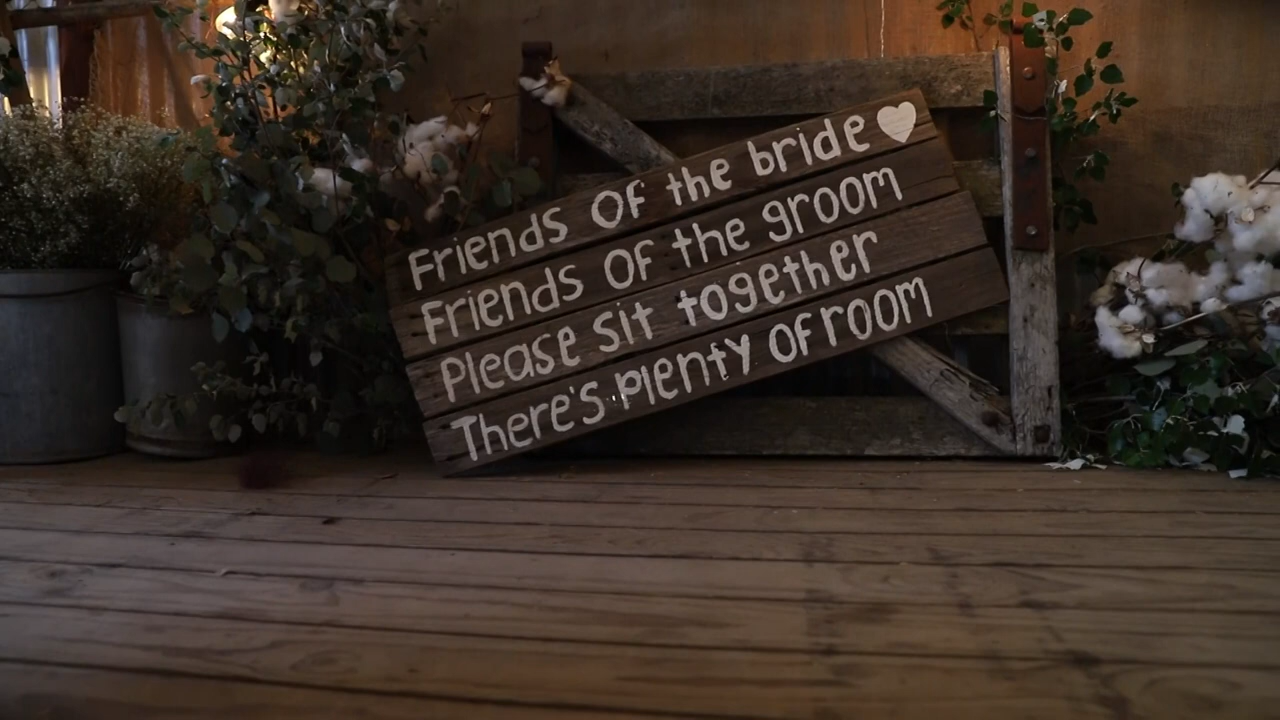 Friends Of the bride
Friends Of the groom
Please sit together
There's plenty Of room